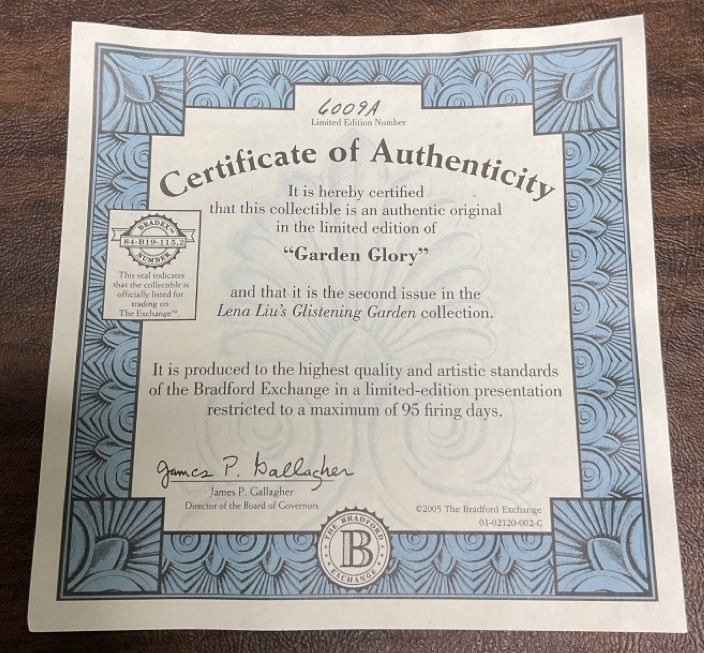 6009A
Limited Edition Number
Certificate of Authenticity
It is hereby certified
that this collectible is an authentic original
in the limited edition of
“Garden Glory”
BRADEX™
84-B19-115.2
NUMBER
This seal indicates
that the collectible is
officially listed for
trading on
The Exchange℠.
and that it is the second issue in the
Lena Liu's Glistening Garden collection.
It is produced to the highest quality and artistic standards
of the Bradford Exchange in a limited-edition presentation
restricted to a maximum of 95 firing days.
James P. Gallagher
James P. Gallagher
Director of the Board of Governors
©2005 The Bradford Exchange
01-02120-002-C
THE BRADFORD
B
EXCHANGE